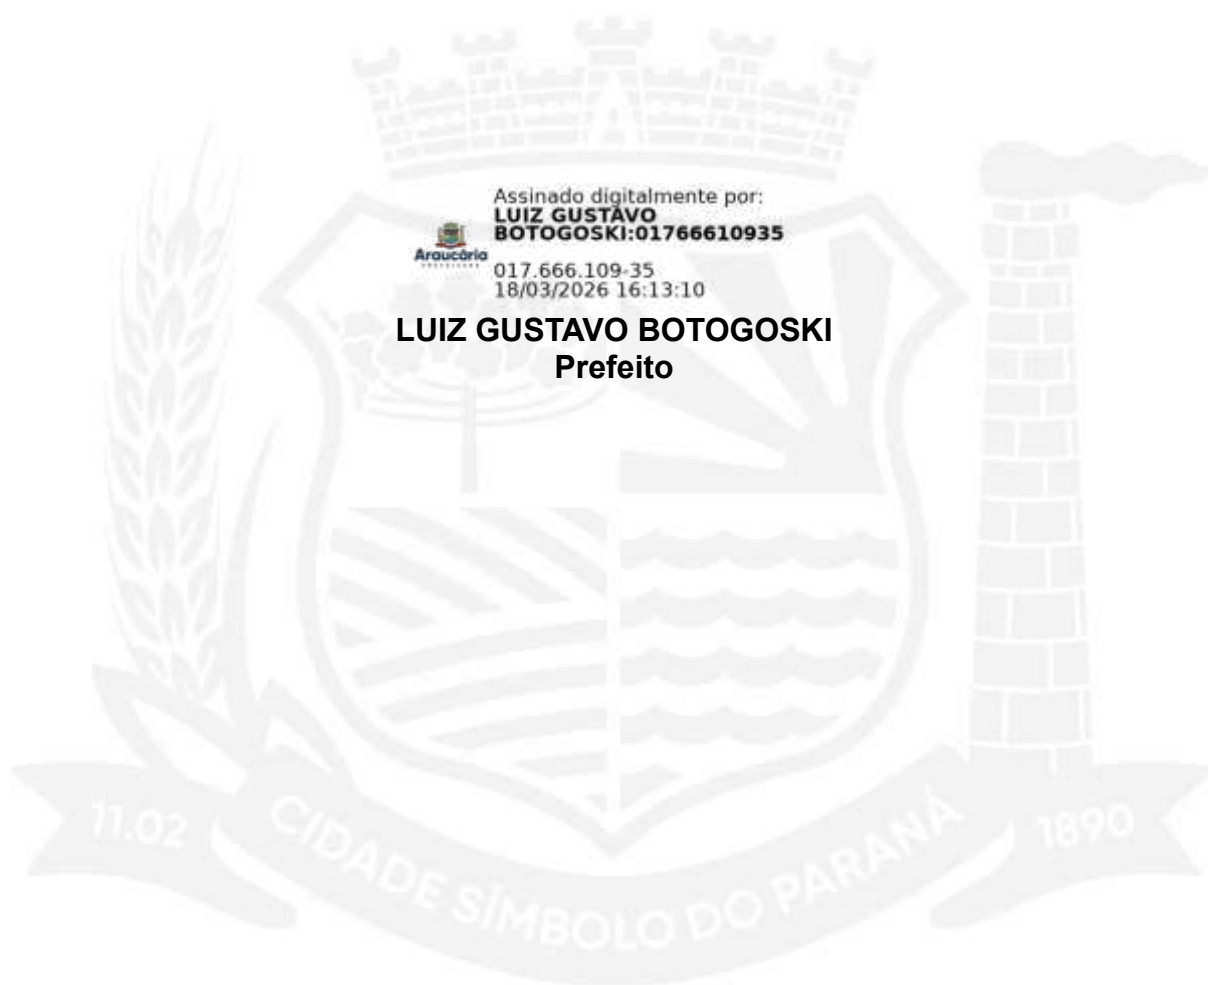 Assinado digitalmente por:
LUIZ GUSTAVO
BOTOGOSKI:01766610935
Araucária
017.666.109-35
18/03/2026 16:13:10
LUIZ GUSTAVO BOTOGOSKI
Prefeito
11.02
CIDADE SÍMBOLO DO PARANÁ
1890